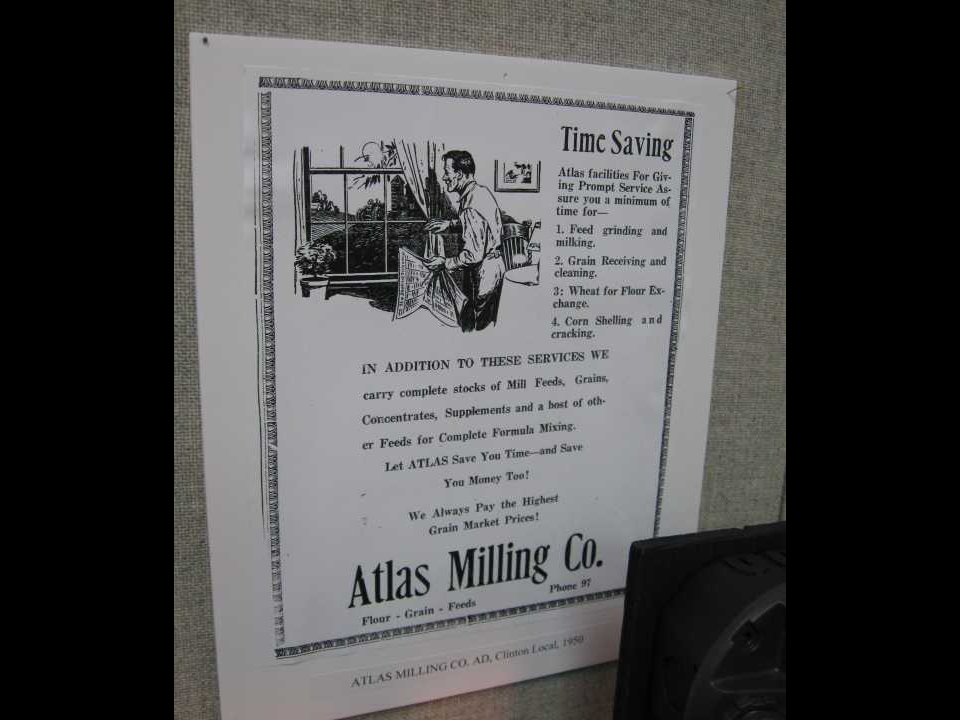 Time Saving
Atlas facilities For Giv-
ing Prompt Service As-
sure you a minimum of
time for—
1. Feed grinding and
milking.
2. Grain Receiving and
cleaning.
3: Wheat for Flour Ex-
change.
4. Corn Shelling and
cracking.
IN ADDITION TO THESE SERVICES WE
carry complete stocks of Mill Feeds, Grains,
Concentrates, Supplements and a host of oth-
er Feeds for Complete Formula Mixing.
Let ATLAS Save You Time—and Save
You Money Too!
We Always Pay the Highest
Grain Market Prices!
Atlas Milling Co.
Flour - Grain - Feeds Phone 97
ATLAS MILLING CO. AD, Clinton Local, 1950